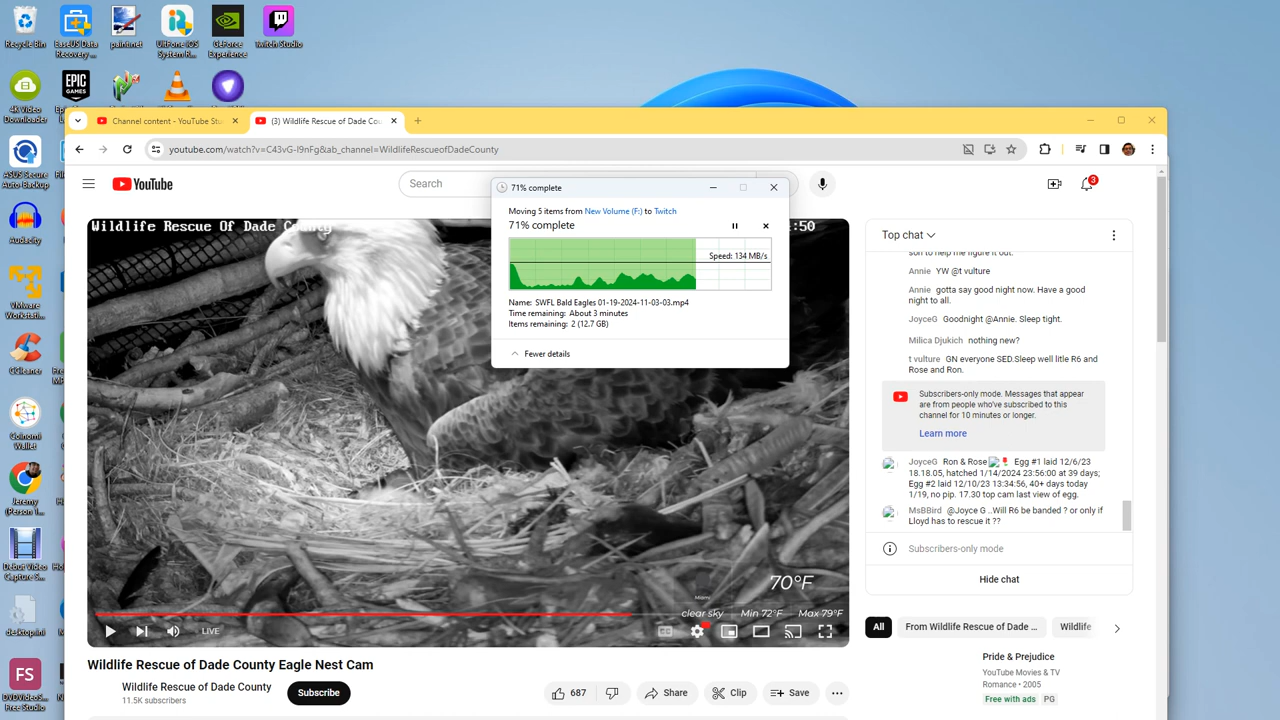 Recycle Bin
EaseUS Data
Recovery ...
paint.net
UltFone iOS
System R...
GeForce
Experience
Twitch Studio
4K Video
Downloader
EPIC
GAMES
ASUS Secure
Auto-Backup
Audacity
VMware
Workstati...
CCleaner
Coinomi
Wallet
Jeremy
(Person 1...
Debut Video
Capture S...
desktop.ini
FS
DVDVideoS...
Free Studio
Channel content - YouTube Stu
(3) Wildlife Rescue of Dade Cou
youtube.com/watch?v=C43vG-I9nFg&ab_channel=WildlifeRescueofDadeCounty
YouTube
Search
3
71% complete
Moving 5 items from New Volume (F:) to Twitch
71% complete
Speed: 134 MB/s
Name: SWFL Bald Eagles 01-19-2024-11-03-03.mp4
Time remaining: About 3 minutes
Items remaining: 2 (12.7 GB)
Fewer details
Wildlife Rescue Of Dade County
:50
70°F
Miami
clear sky Min 72°F Max 79°F
LIVE
Wildlife Rescue of Dade County Eagle Nest Cam
Wildlife Rescue of Dade County
11.5K subscribers
Subscribe
687
Share
Clip
Save
Top chat
son to help me figure it out.
Annie YW @t vulture
Annie gotta say good night now. Have a good
night to all.
JoyceG Goodnight @Annie. Sleep tight.
Milica Djukich nothing new?
t vulture GN everyone SED.Sleep well litle R6 and
Rose and Ron.
Subscribers-only mode. Messages that appear
are from people who've subscribed to this
channel for 10 minutes or longer.
Learn more
JoyceG Ron & Rose Egg #1 laid 12/6/23
18.18.05, hatched 1/14/2024 23:56:00 at 39 days;
Egg #2 laid 12/10/23 13:34:56, 40+ days today
1/19, no pip. 17.30 top cam last view of egg.
MsBBird @Joyce G ..Will R6 be banded ? or only if
Lloyd has to rescue it ??
Subscribers-only mode
Hide chat
All
From Wildlife Rescue of Dade ...
Wildlife
Pride & Prejudice
YouTube Movies & TV
Romance • 2005
Free with ads PG